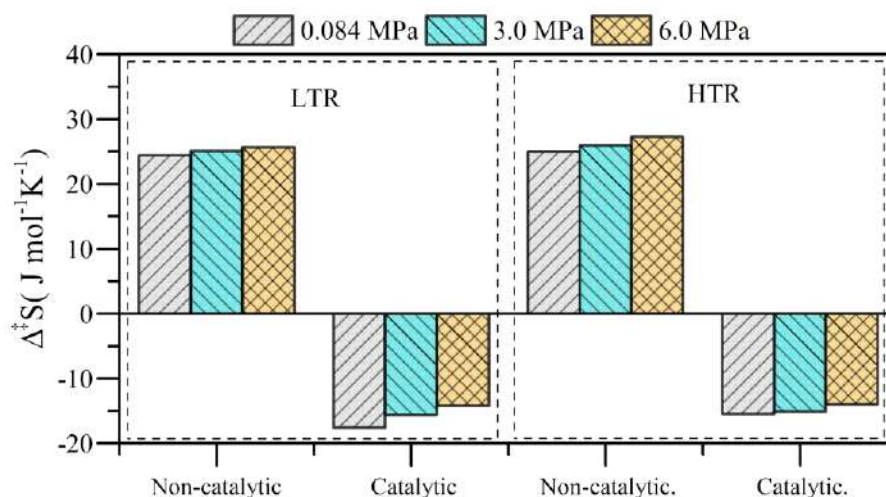 0.084 MPa 3.0 MPa 6.0 MPa
40
30
20
10
0
-10
-20
Δ‡S( J mol⁻¹K⁻¹)
LTR HTR
Non-catalytic Catalytic Non-catalytic. Catalytic.